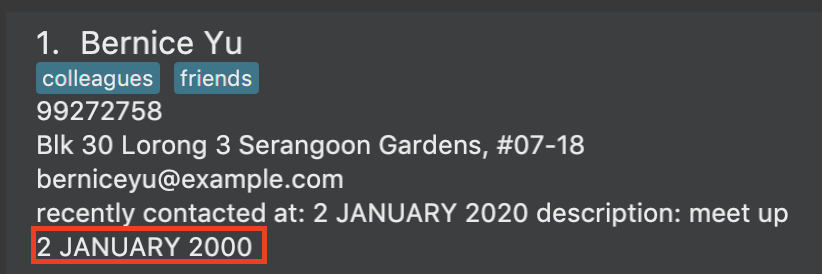 1. Bernice Yu
colleagues friends
99272758
Blk 30 Lorong 3 Serangoon Gardens, #07-18
berniceyu@example.com
recently contacted at: 2 JANUARY 2020 description: meet up
2 JANUARY 2000